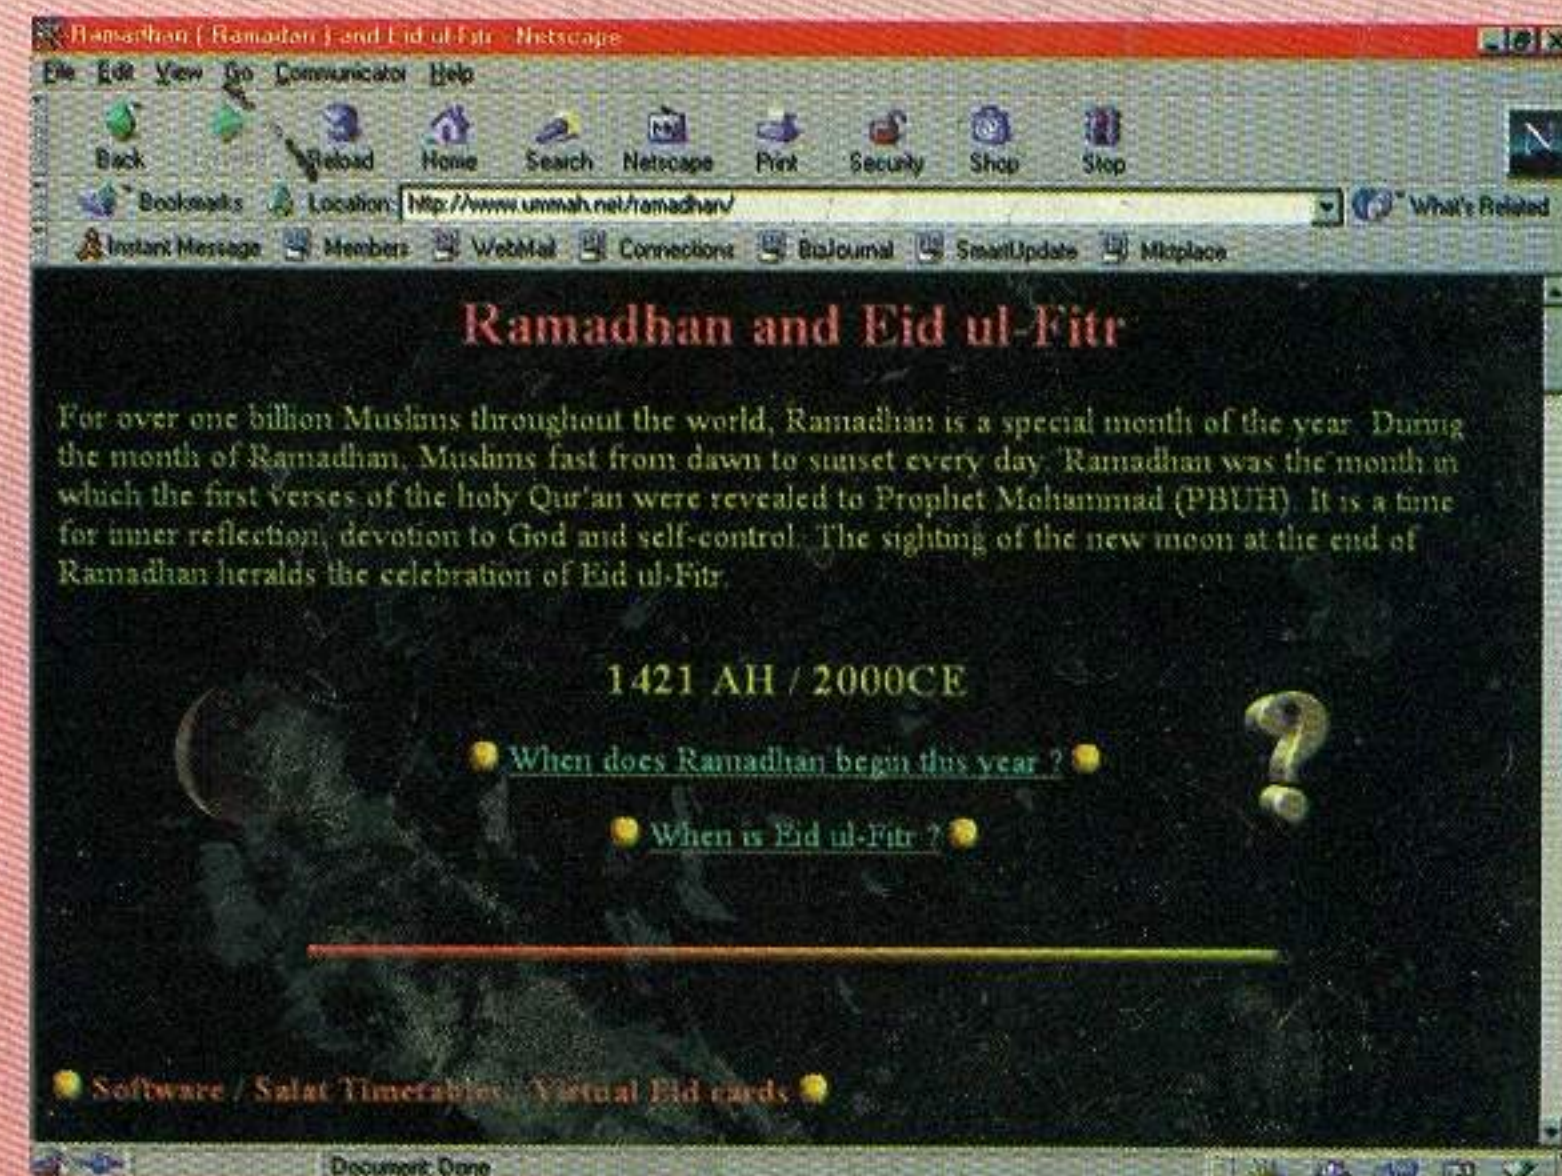 Ramadhan ( Ramadan ) and Eid ul-Fitr - Netscape
File Edit View Go Communicator Help
Back Reload Home Search Netscape Print Security Shop Stop
Bookmarks Location: http://www.ummah.net/ramadhan/ What's Related
Instant Message Members WebMail Connections BizJournal SmartUpdate Mktplace
Ramadhan and Eid ul-Fitr
For over one billion Muslims throughout the world, Ramadhan is a special month of the year. During
the month of Ramadhan, Muslims fast from dawn to sunset every day. Ramadhan was the month in
which the first verses of the holy Qur'an were revealed to Prophet Mohammad (PBUH). It is a time
for inner reflection, devotion to God and self-control. The sighting of the new moon at the end of
Ramadhan heralds the celebration of Eid ul-Fitr.
1421 AH / 2000CE
When does Ramadhan begin this year ?
When is Eid ul-Fitr ?
Software / Salat Timetables / Virtual Eid cards
Document: Done